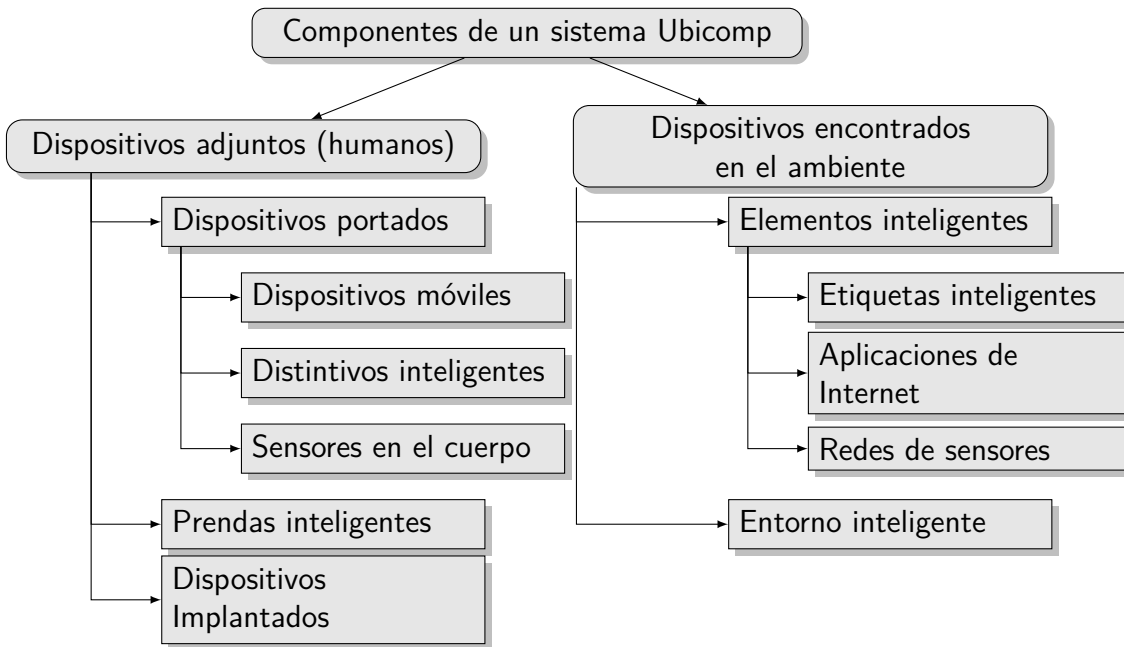 Componentes de un sistema Ubicomp
Dispositivos adjuntos (humanos)
Dispositivos portados
Dispositivos móviles
Distintivos inteligentes
Sensores en el cuerpo
Prendas inteligentes
Dispositivos
Implantados
Dispositivos encontrados
en el ambiente
Elementos inteligentes
Etiquetas inteligentes
Aplicaciones de
Internet
Redes de sensores
Entorno inteligente